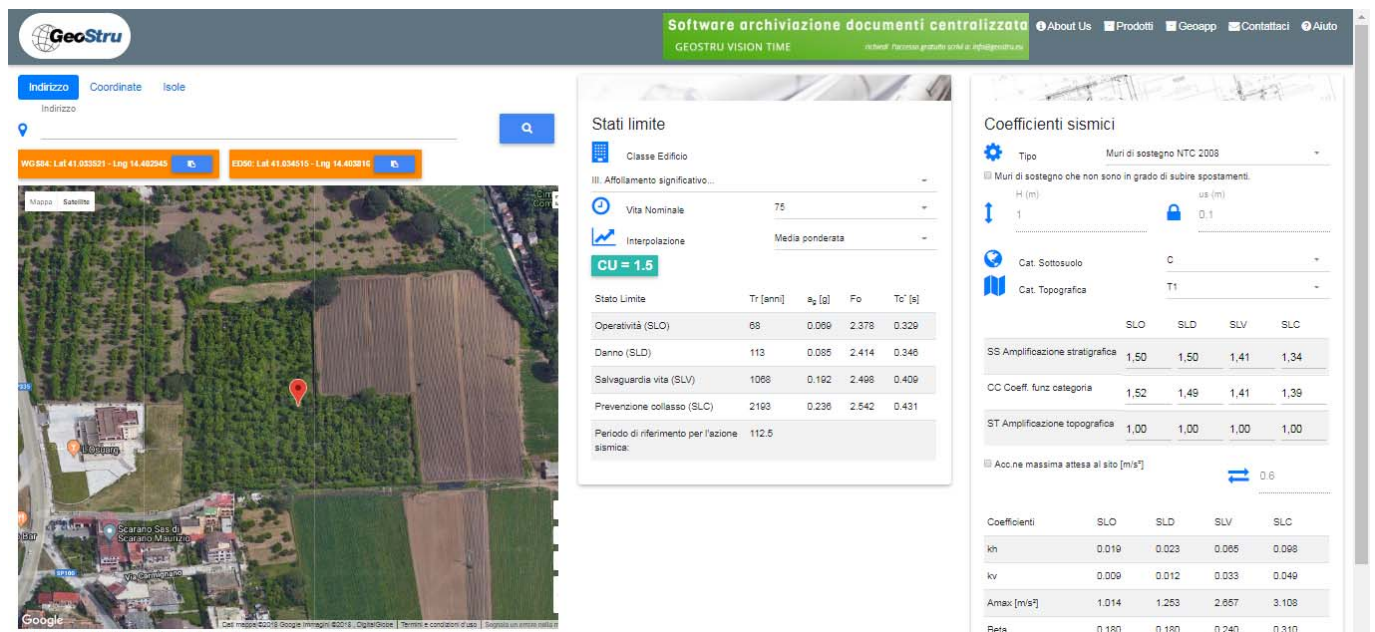 GeoStru
Software archiviazione documenti centralizzata
GEOSTRU VISION TIME
About Us Prodotti Geoapp Contattaci Aiuto
Indirizzo Coordinate Isole
Indirizzo
WGS84: Lat 41.033521 - Lng 14.402945
ED50: Lat 41.034515 - Lng 14.403816
Mappa Satellite
Scarano Sas di
Scarano Maurizio
SP160
Via Carmignano
Google
Stati limite
Classe Edificio
III. Affollamento significativo...
Vita Nominale 75
Interpolazione Media ponderata
CU = 1.5
Stato Limite Tr [anni] ag [g] Fo Tc* [s]
Operatività (SLO) 68 0.069 2.378 0.329
Danno (SLD) 113 0.085 2.414 0.346
Salvaguardia vita (SLV) 1068 0.192 2.498 0.409
Prevenzione collasso (SLC) 2193 0.236 2.542 0.431
Periodo di riferimento per l'azione 112.5
sismica:
Coefficienti sismici
Tipo Muri di sostegno NTC 2008
Muri di sostegno che non sono in grado di subire spostamenti.
H (m) us (m)
1 0.1
Cat. Sottosuolo C
Cat. Topografica T1
SLO SLD SLV SLC
SS Amplificazione stratigrafica 1,50 1,50 1,41 1,34
CC Coeff. funz categoria 1,52 1,49 1,41 1,39
ST Amplificazione topografica 1,00 1,00 1,00 1,00
Acc.ne massima attesa al sito [m/s²]
0.6
Coefficienti SLO SLD SLV SLC
kh 0.019 0.023 0.065 0.098
kv 0.009 0.012 0.033 0.049
Amax [m/s²] 1.014 1.253 2.657 3.108
Beta 0.180 0.180 0.240 0.310